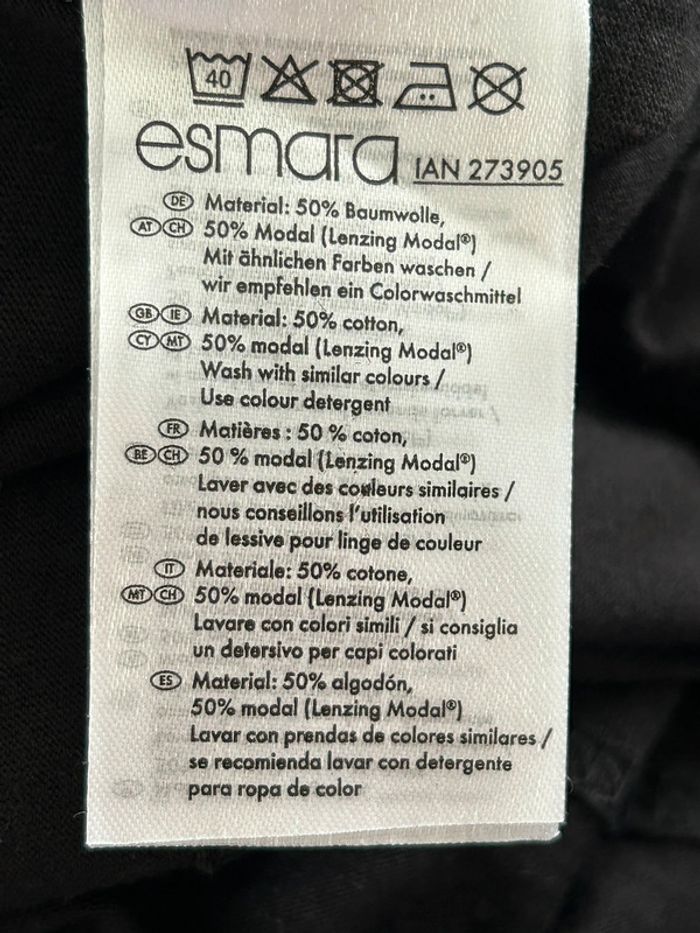 40
esmara IAN 273905
DE Material: 50% Baumwolle,
AT CH 50% Modal (Lenzing Modal®)
Mit ähnlichen Farben waschen /
wir empfehlen ein Colorwaschmittel
GB IE Material: 50% cotton,
CY MT 50% modal (Lenzing Modal®)
Wash with similar colours /
Use colour detergent
FR Matières : 50 % coton,
BE CH 50 % modal (Lenzing Modal®)
Laver avec des couleurs similaires /
nous conseillons l'utilisation
de lessive pour linge de couleur
IT Materiale: 50% cotone,
MT CH 50% modal (Lenzing Modal®)
Lavare con colori simili / si consiglia
un detersivo per capi colorati
ES Material: 50% algodón,
50% modal (Lenzing Modal®)
Lavar con prendas de colores similares /
se recomienda lavar con detergente
para ropa de color